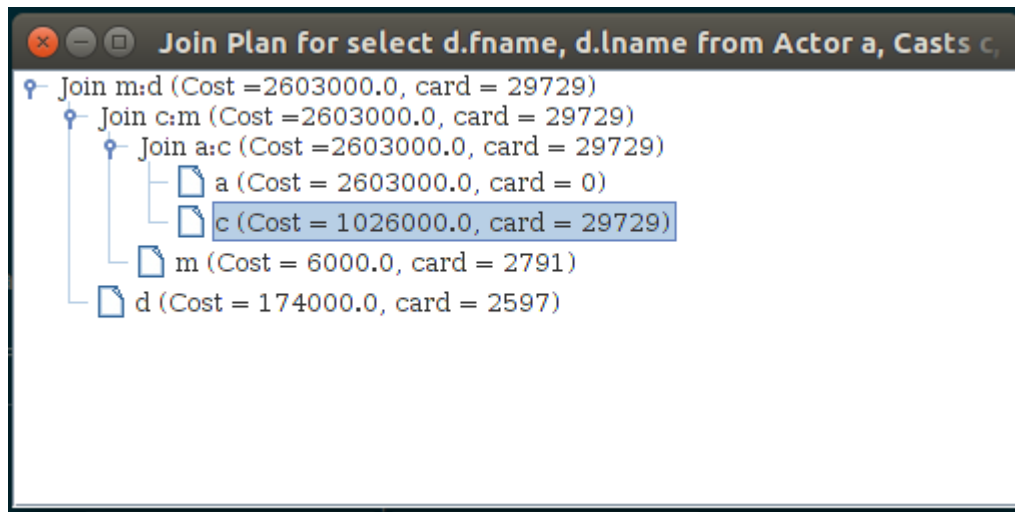 Join Plan for select d.fname, d.lname from Actor a, Casts c,
Join m:d (Cost =2603000.0, card = 29729)
Join c:m (Cost =2603000.0, card = 29729)
Join a:c (Cost =2603000.0, card = 29729)
a (Cost = 2603000.0, card = 0)
c (Cost = 1026000.0, card = 29729)
m (Cost = 6000.0, card = 2791)
d (Cost = 174000.0, card = 2597)